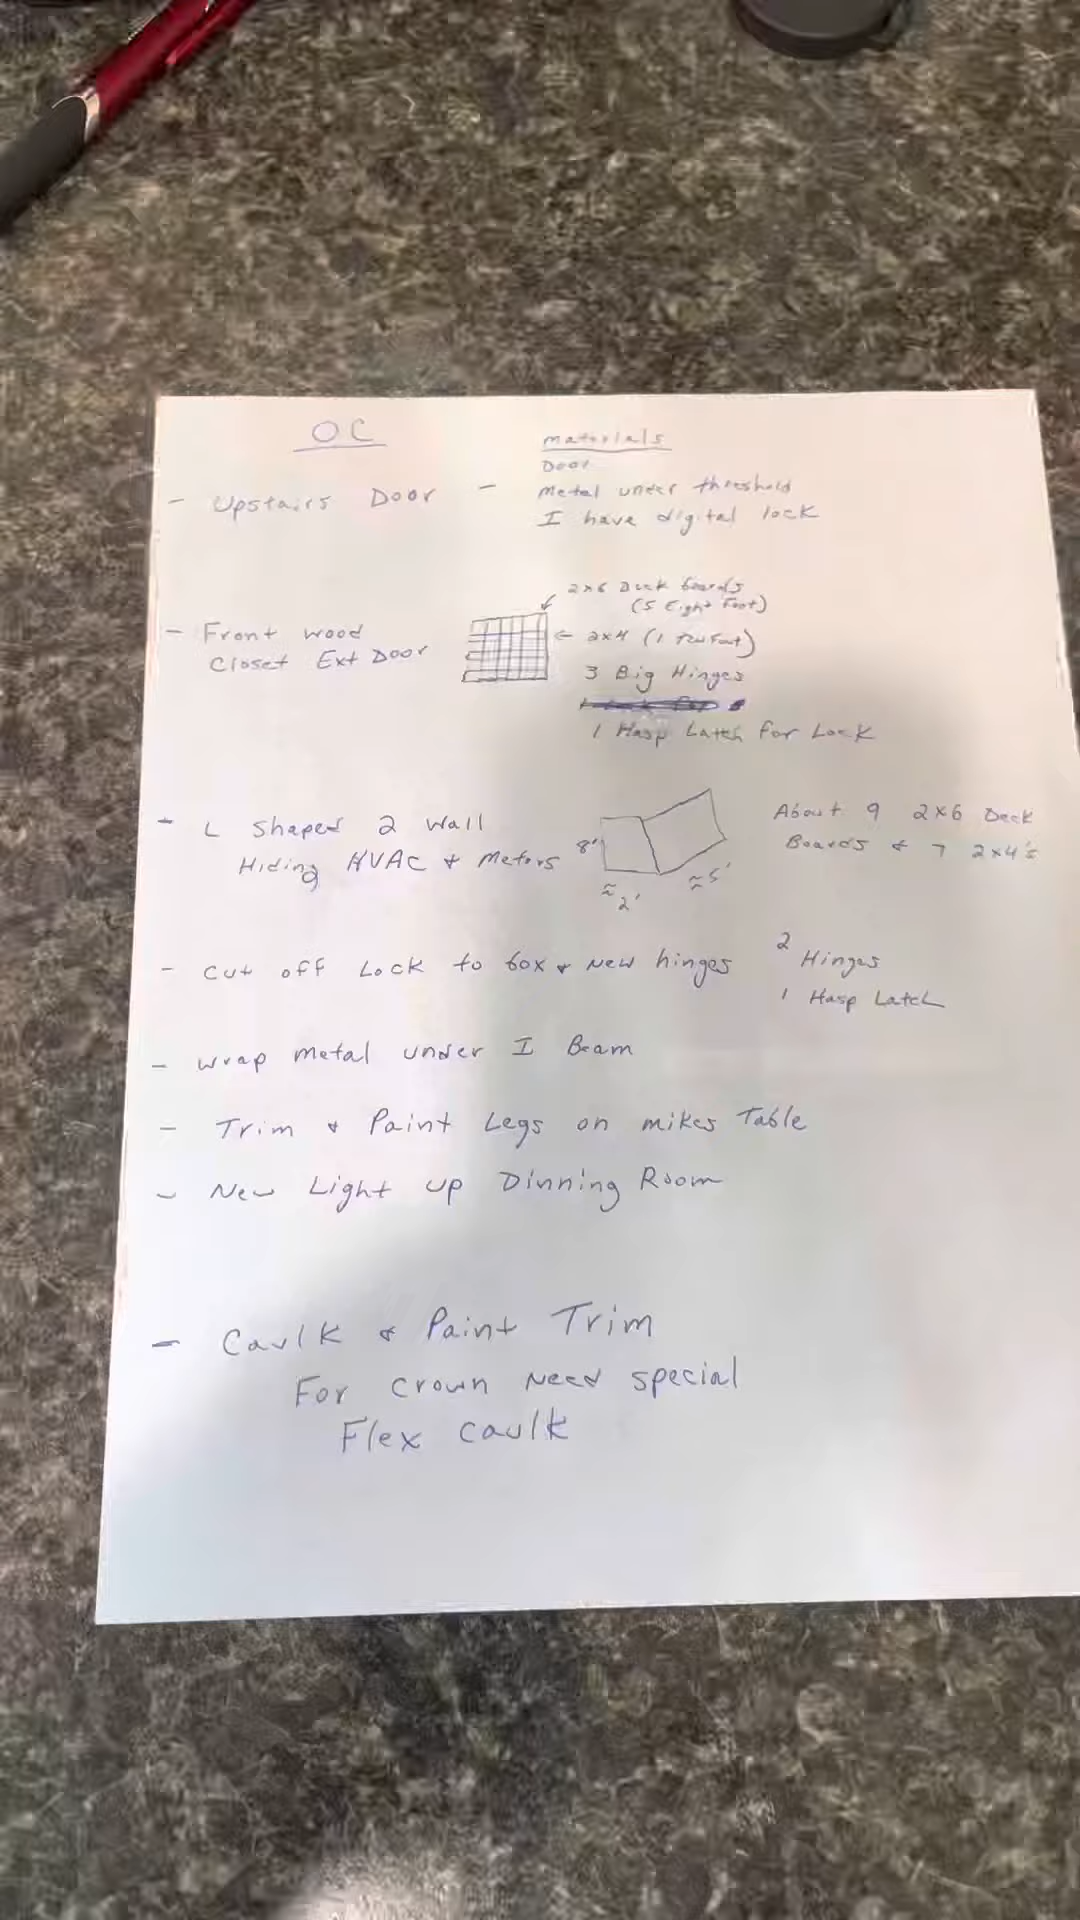 OC
materials
- Upstairs Door -
Door
Metal under threshold
I have digital lock
- Front wood
Closet Ext Door
2x6 Deck boards
(5 Eight Foot)
← 2x4 (1 Ten Foot)
3 Big Hinges
1 Hasp Latch for Lock
- L shaped 2 wall
Hiding HVAC & Meters
8'
≈ 2'
≈ 5'
About 9 2x6 Deck
Boards & 7 2x4's
- Cut off Lock to box & New hinges
2 Hinges
1 Hasp Latch
- wrap metal under I Beam
- Trim & Paint Legs on mikes Table
- New Light up Dinning Room
- Caulk & Paint Trim
For crown Need special
Flex caulk